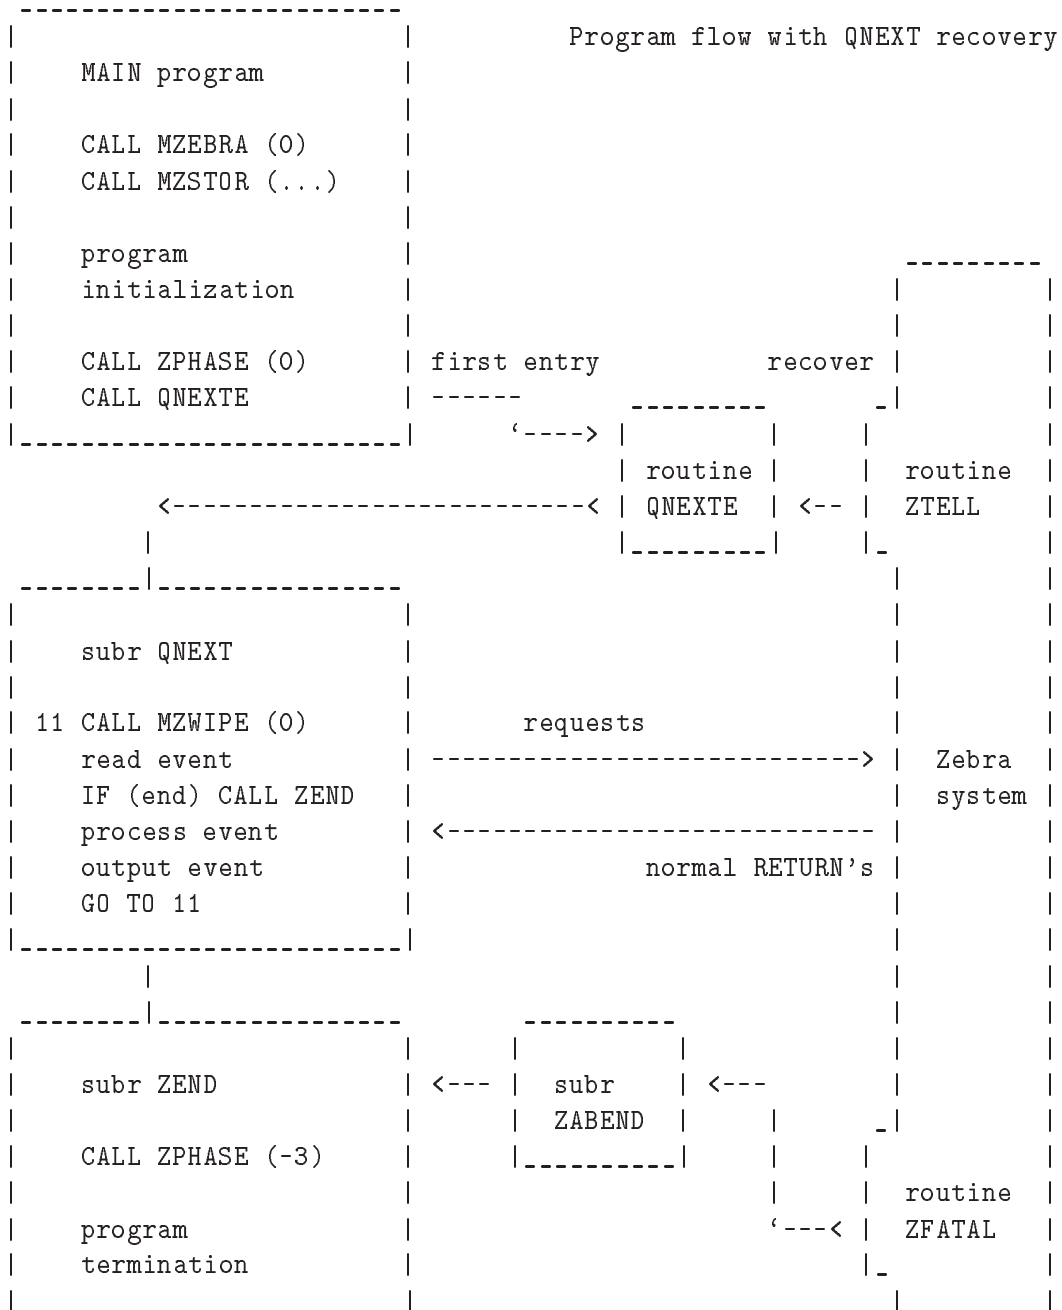 Program flow with QNEXT recovery
MAIN program
CALL MZEBRA (0)
CALL MZSTOR (...)
program
initialization
CALL ZPHASE (0)
CALL QNEXTE
first entry
recover
routine
QNEXTE
routine
ZTELL
subr QNEXT
11 CALL MZWIPE (0)
read event
IF (end) CALL ZEND
process event
output event
GO TO 11
requests
normal RETURN's
Zebra
system
subr ZEND
CALL ZPHASE (-3)
program
termination
subr
ZABEND
routine
ZFATAL